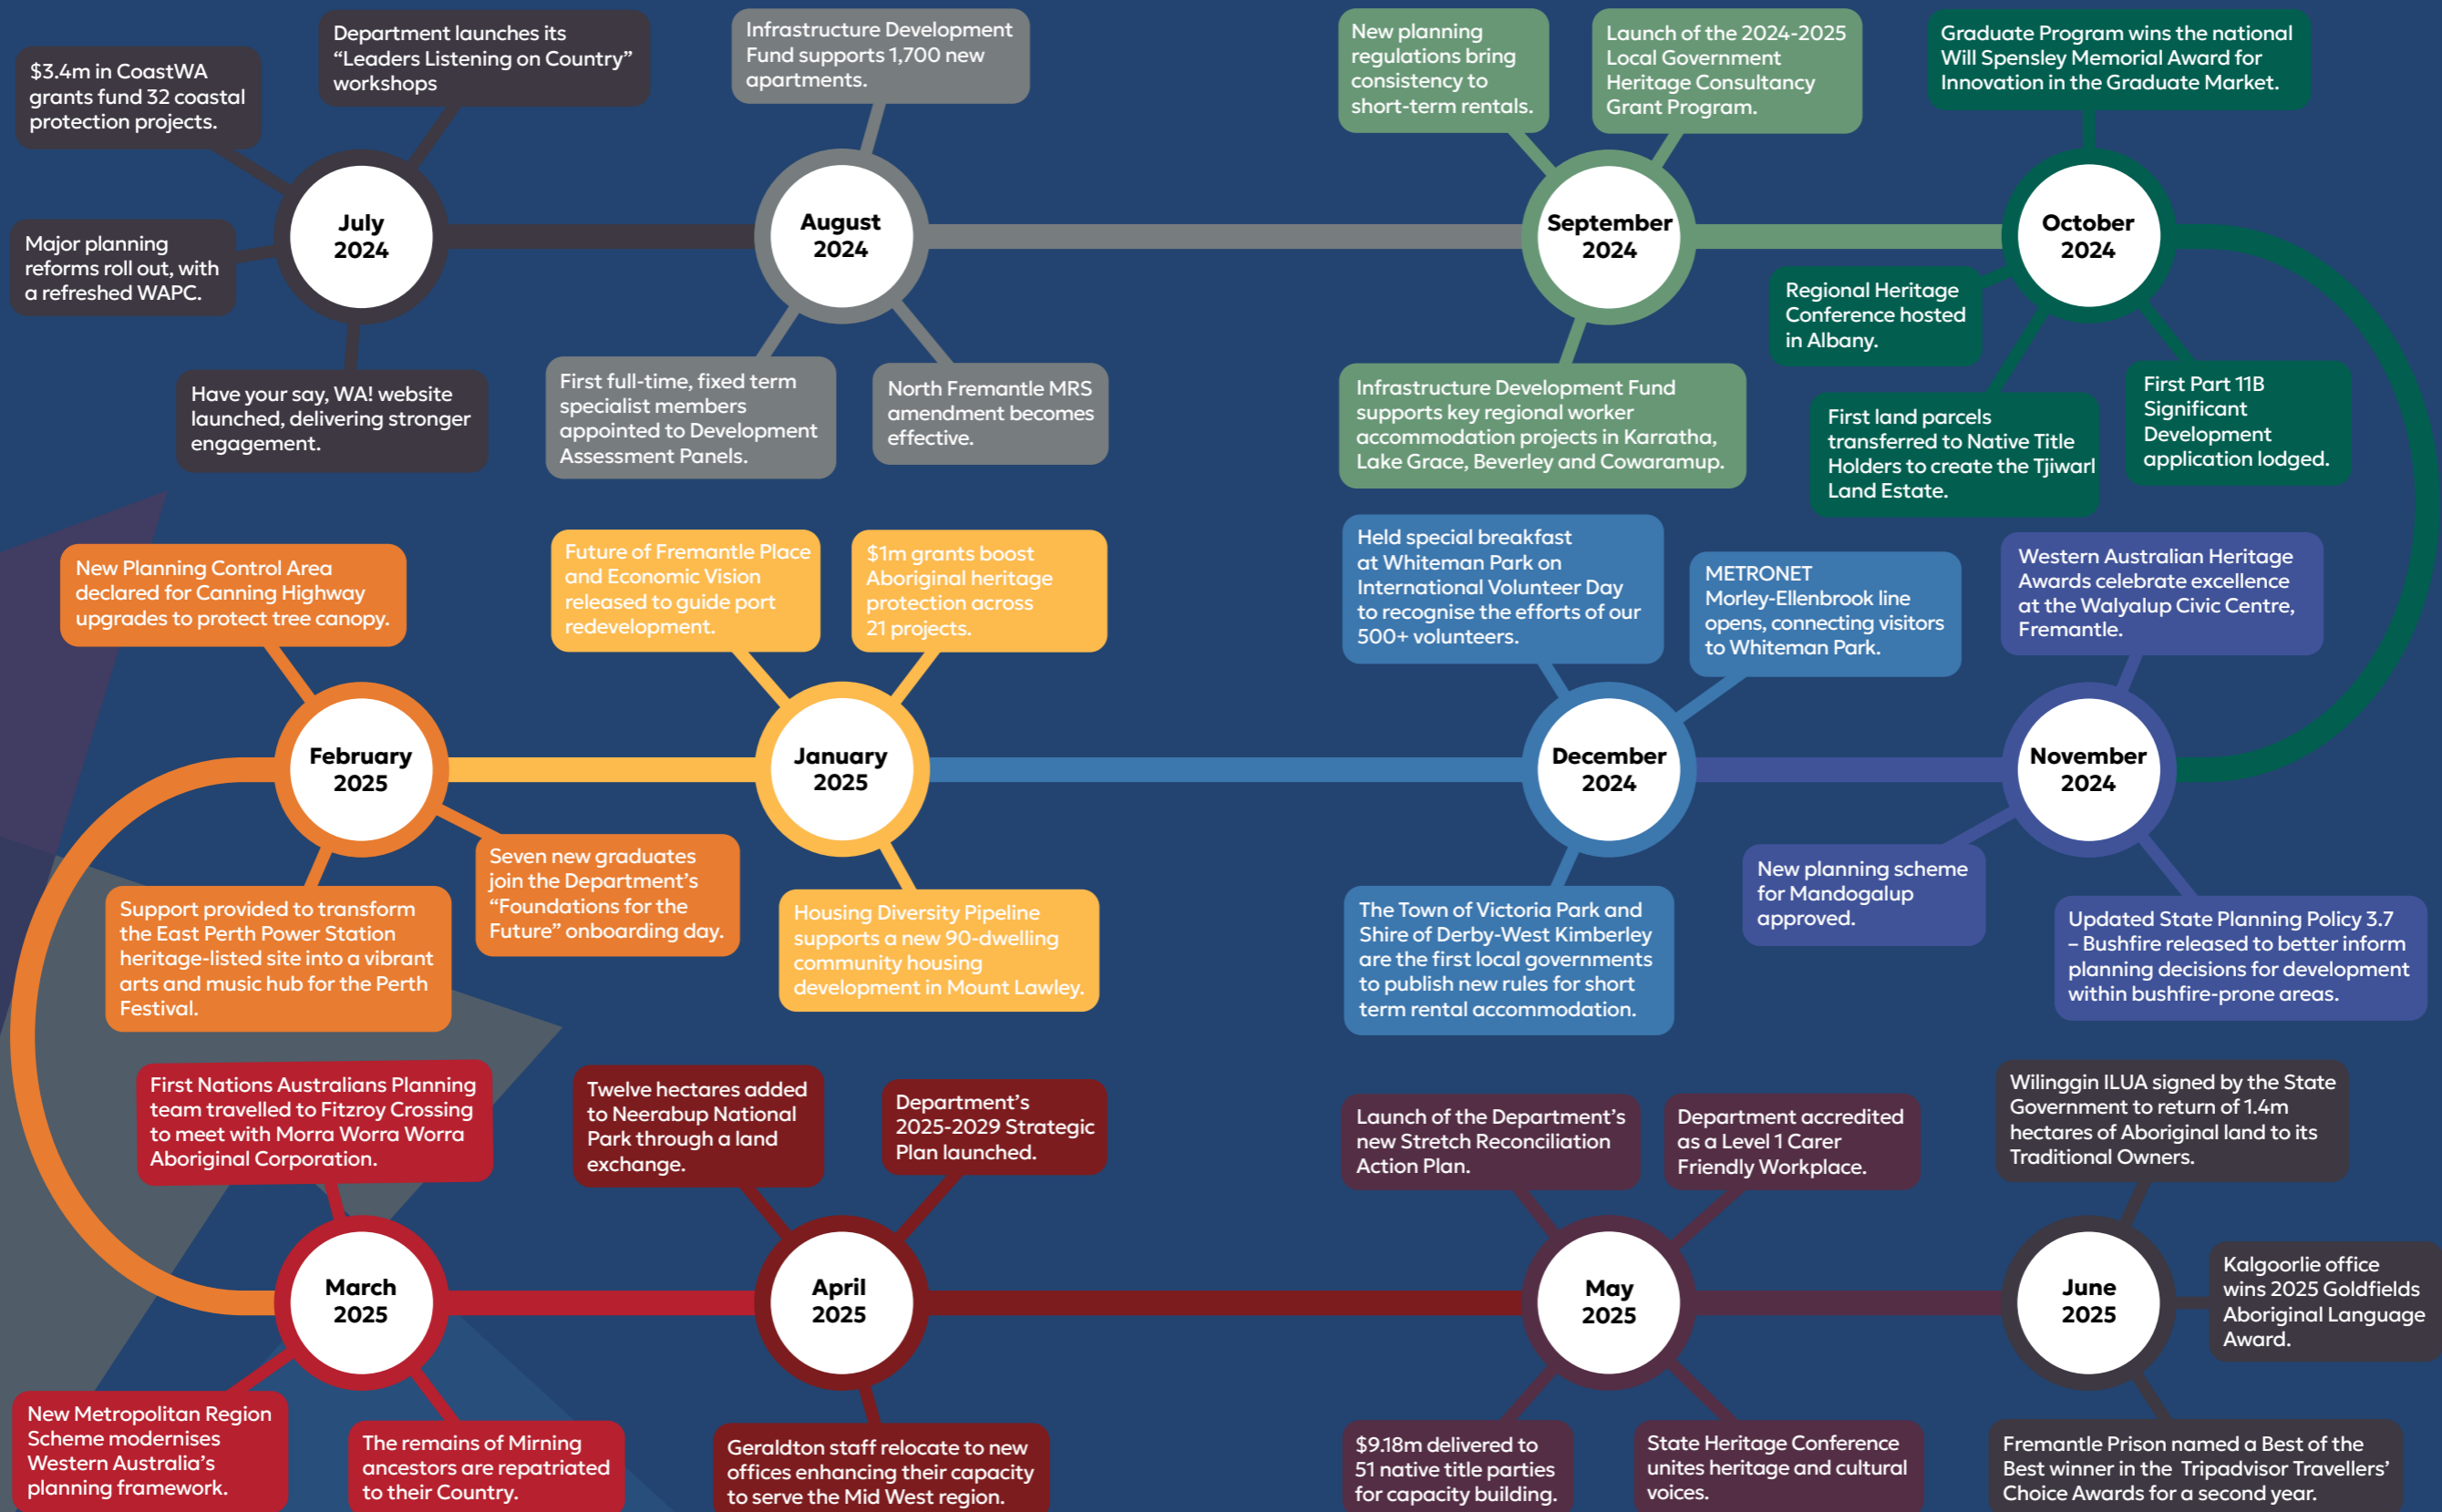 $3.4m in CoastWA
grants fund 32 coastal
protection projects.
Department launches its
“Leaders Listening on Country”
workshops
Major planning
reforms roll out, with
a refreshed WAPC.
July
2024
Have your say, WA! website
launched, delivering stronger
engagement.
Infrastructure Development
Fund supports 1,700 new
apartments.
August
2024
First full-time, fixed term
specialist members
appointed to Development
Assessment Panels.
North Fremantle MRS
amendment becomes
effective.
New planning
regulations bring
consistency to
short-term rentals.
Launch of the 2024-2025
Local Government
Heritage Consultancy
Grant Program.
September
2024
Infrastructure Development Fund
supports key regional worker
accommodation projects in Karratha,
Lake Grace, Beverley and Cowaramup.
Graduate Program wins the national
Will Spensley Memorial Award for
Innovation in the Graduate Market.
October
2024
Regional Heritage
Conference hosted
in Albany.
First land parcels
transferred to Native Title
Holders to create the Tjiwarl
Land Estate.
First Part 11B
Significant
Development
application lodged.
Western Australian Heritage
Awards celebrate excellence
at the Walyalup Civic Centre,
Fremantle.
November
2024
New planning scheme
for Mandogalup
approved.
Updated State Planning Policy 3.7
– Bushfire released to better inform
planning decisions for development
within bushfire-prone areas.
Held special breakfast
at Whiteman Park on
International Volunteer Day
to recognise the efforts of our
500+ volunteers.
METRONET
Morley-Ellenbrook line
opens, connecting visitors
to Whiteman Park.
December
2024
The Town of Victoria Park and
Shire of Derby-West Kimberley
are the first local governments
to publish new rules for short
term rental accommodation.
Future of Fremantle Place
and Economic Vision
released to guide port
redevelopment.
$1m grants boost
Aboriginal heritage
protection across
21 projects.
January
2025
Housing Diversity Pipeline
supports a new 90-dwelling
community housing
development in Mount Lawley.
New Planning Control Area
declared for Canning Highway
upgrades to protect tree canopy.
February
2025
Seven new graduates
join the Department’s
“Foundations for the
Future” onboarding day.
Support provided to transform
the East Perth Power Station
heritage-listed site into a vibrant
arts and music hub for the Perth
Festival.
First Nations Australians Planning
team travelled to Fitzroy Crossing
to meet with Morra Worra Worra
Aboriginal Corporation.
March
2025
New Metropolitan Region
Scheme modernises
Western Australia’s
planning framework.
The remains of Mirning
ancestors are repatriated
to their Country.
Twelve hectares added
to Neerabup National
Park through a land
exchange.
Department’s
2025-2029 Strategic
Plan launched.
April
2025
Geraldton staff relocate to new
offices enhancing their capacity
to serve the Mid West region.
Launch of the Department’s
new Stretch Reconciliation
Action Plan.
Department accredited
as a Level 1 Carer
Friendly Workplace.
May
2025
$9.18m delivered to
51 native title parties
for capacity building.
State Heritage Conference
unites heritage and cultural
voices.
Wilinggin ILUA signed by the State
Government to return of 1.4m
hectares of Aboriginal land to its
Traditional Owners.
June
2025
Kalgoorlie office
wins 2025 Goldfields
Aboriginal Language
Award.
Fremantle Prison named a Best of the
Best winner in the Tripadvisor Travellers’
Choice Awards for a second year.